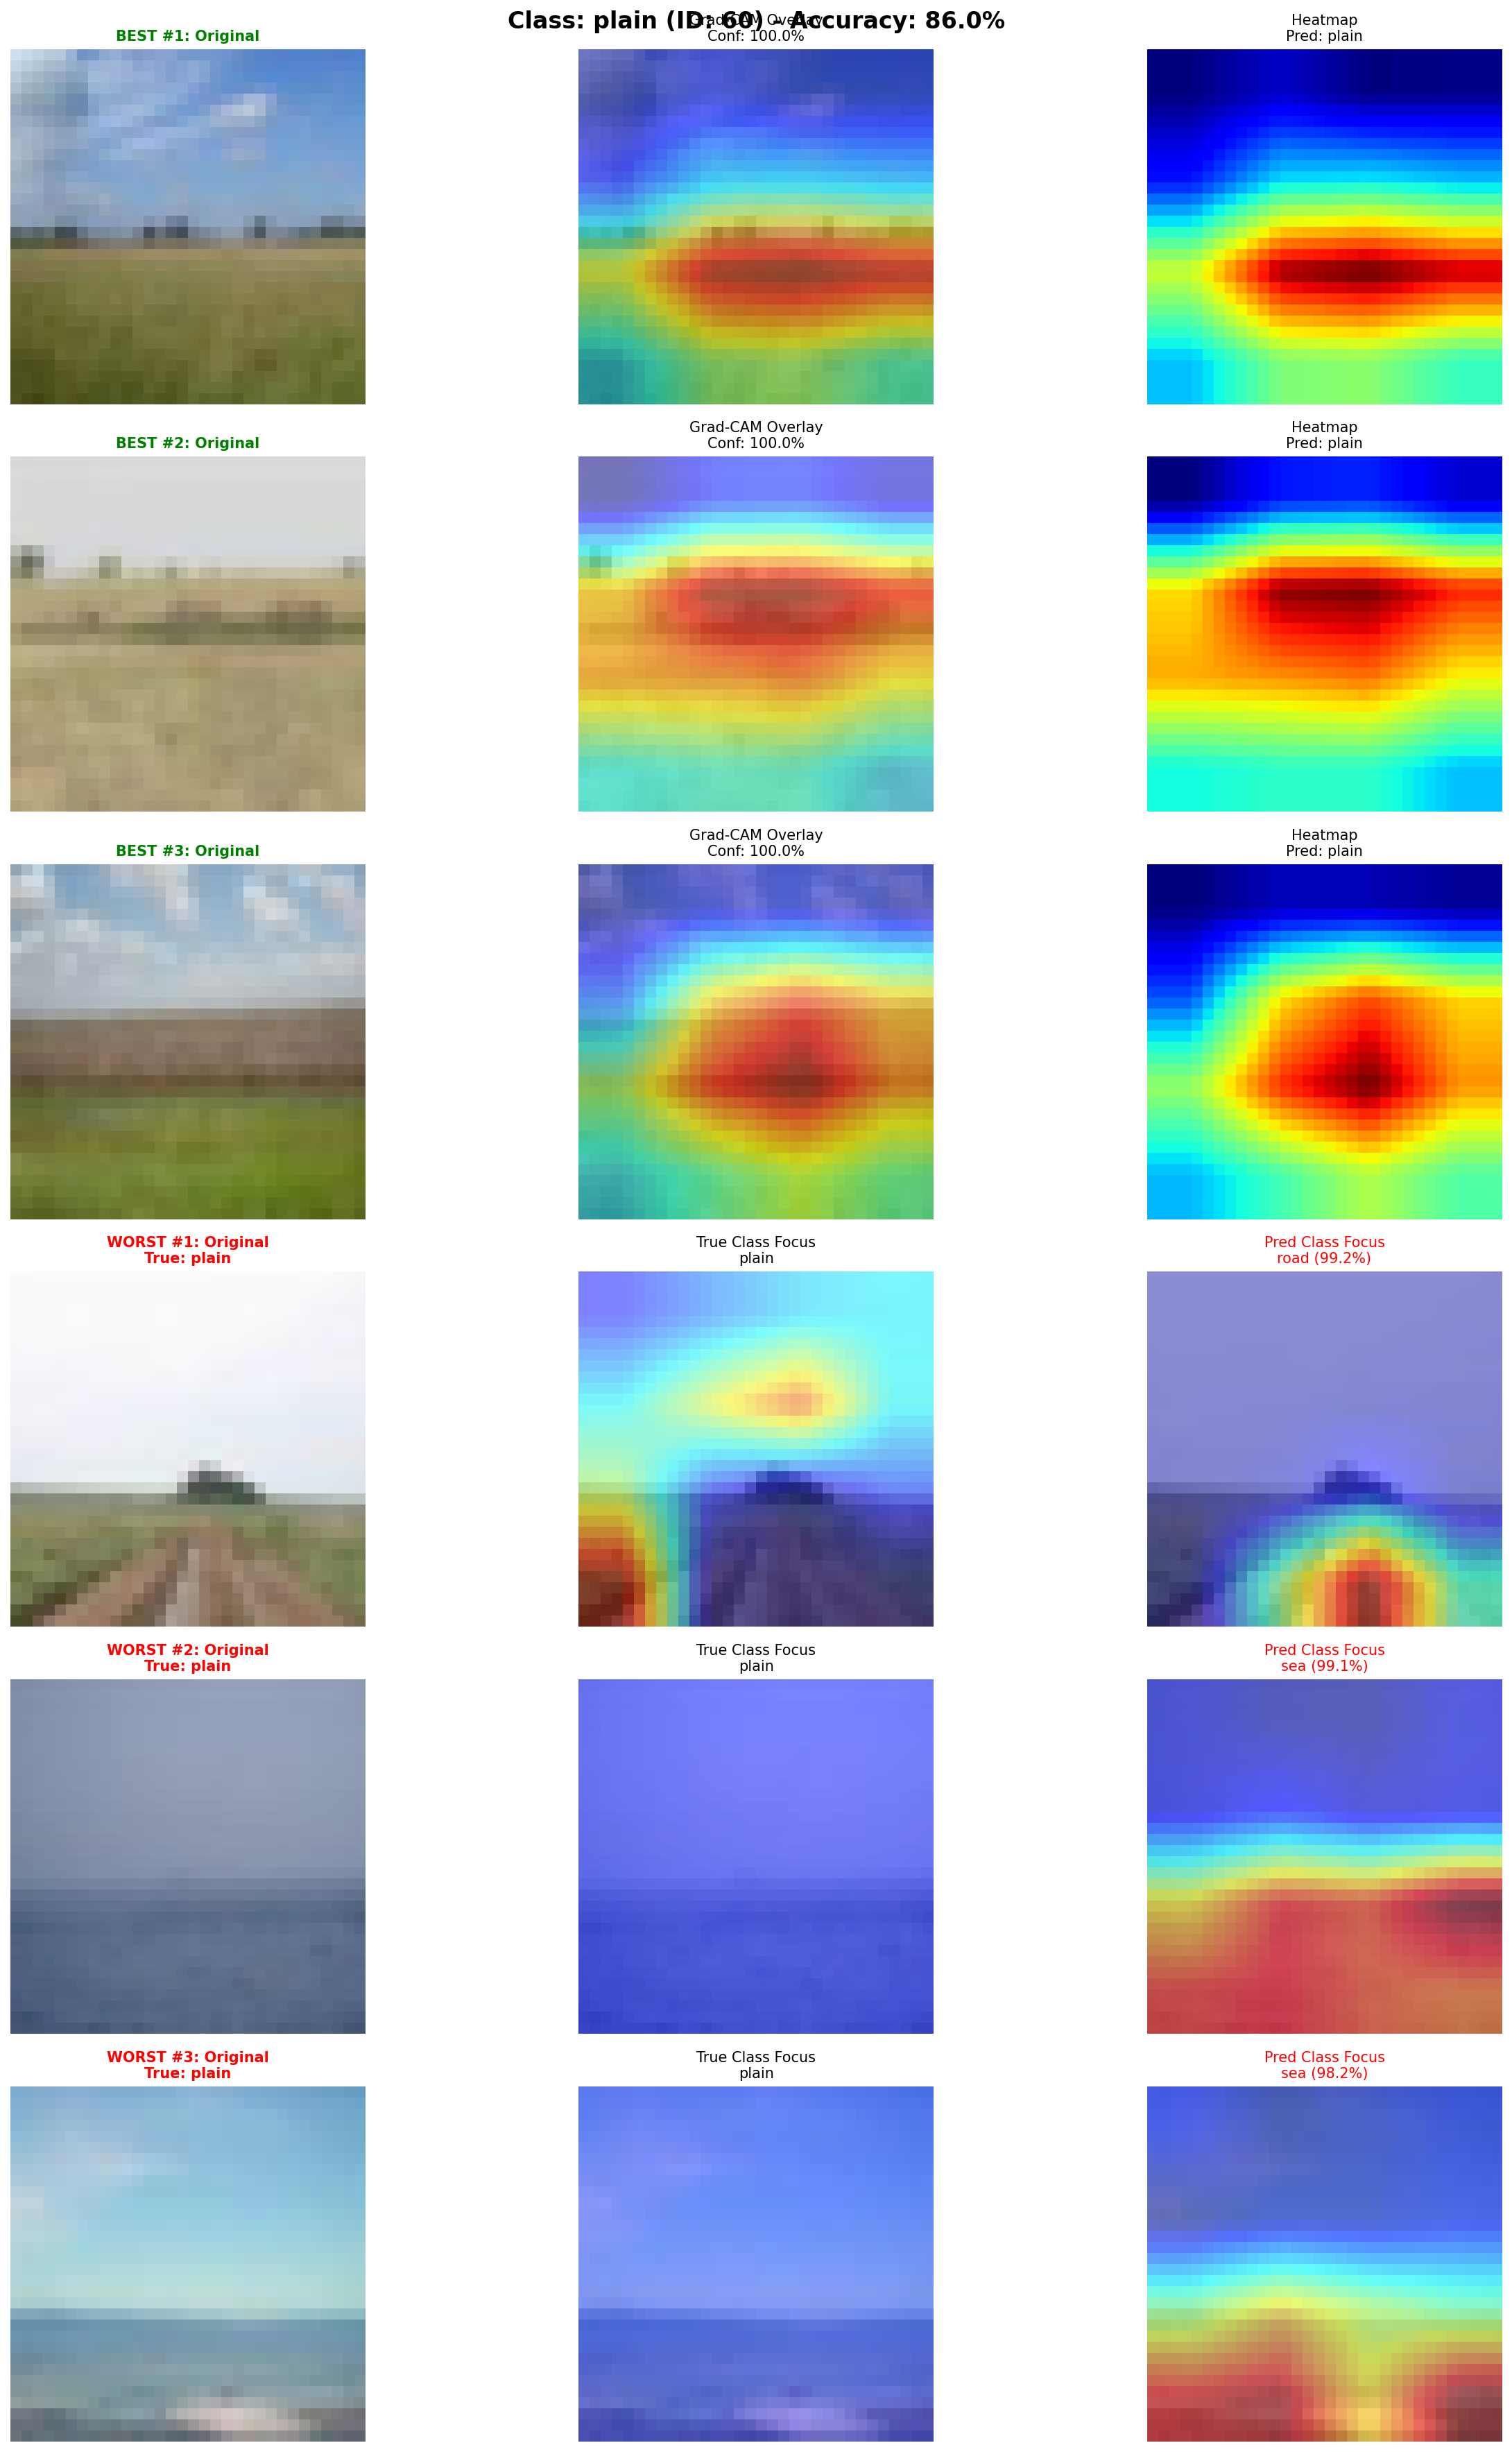 Class: plain (ID: 60) - Accuracy: 86.0%
BEST #1: Original
Grad-CAM Overlay
Conf: 100.0%
Heatmap
Pred: plain
BEST #2: Original
Grad-CAM Overlay
Conf: 100.0%
Heatmap
Pred: plain
BEST #3: Original
Grad-CAM Overlay
Conf: 100.0%
Heatmap
Pred: plain
WORST #1: Original
True: plain
True Class Focus
plain
Pred Class Focus
road (99.2%)
WORST #2: Original
True: plain
True Class Focus
plain
Pred Class Focus
sea (99.1%)
WORST #3: Original
True: plain
True Class Focus
plain
Pred Class Focus
sea (98.2%)